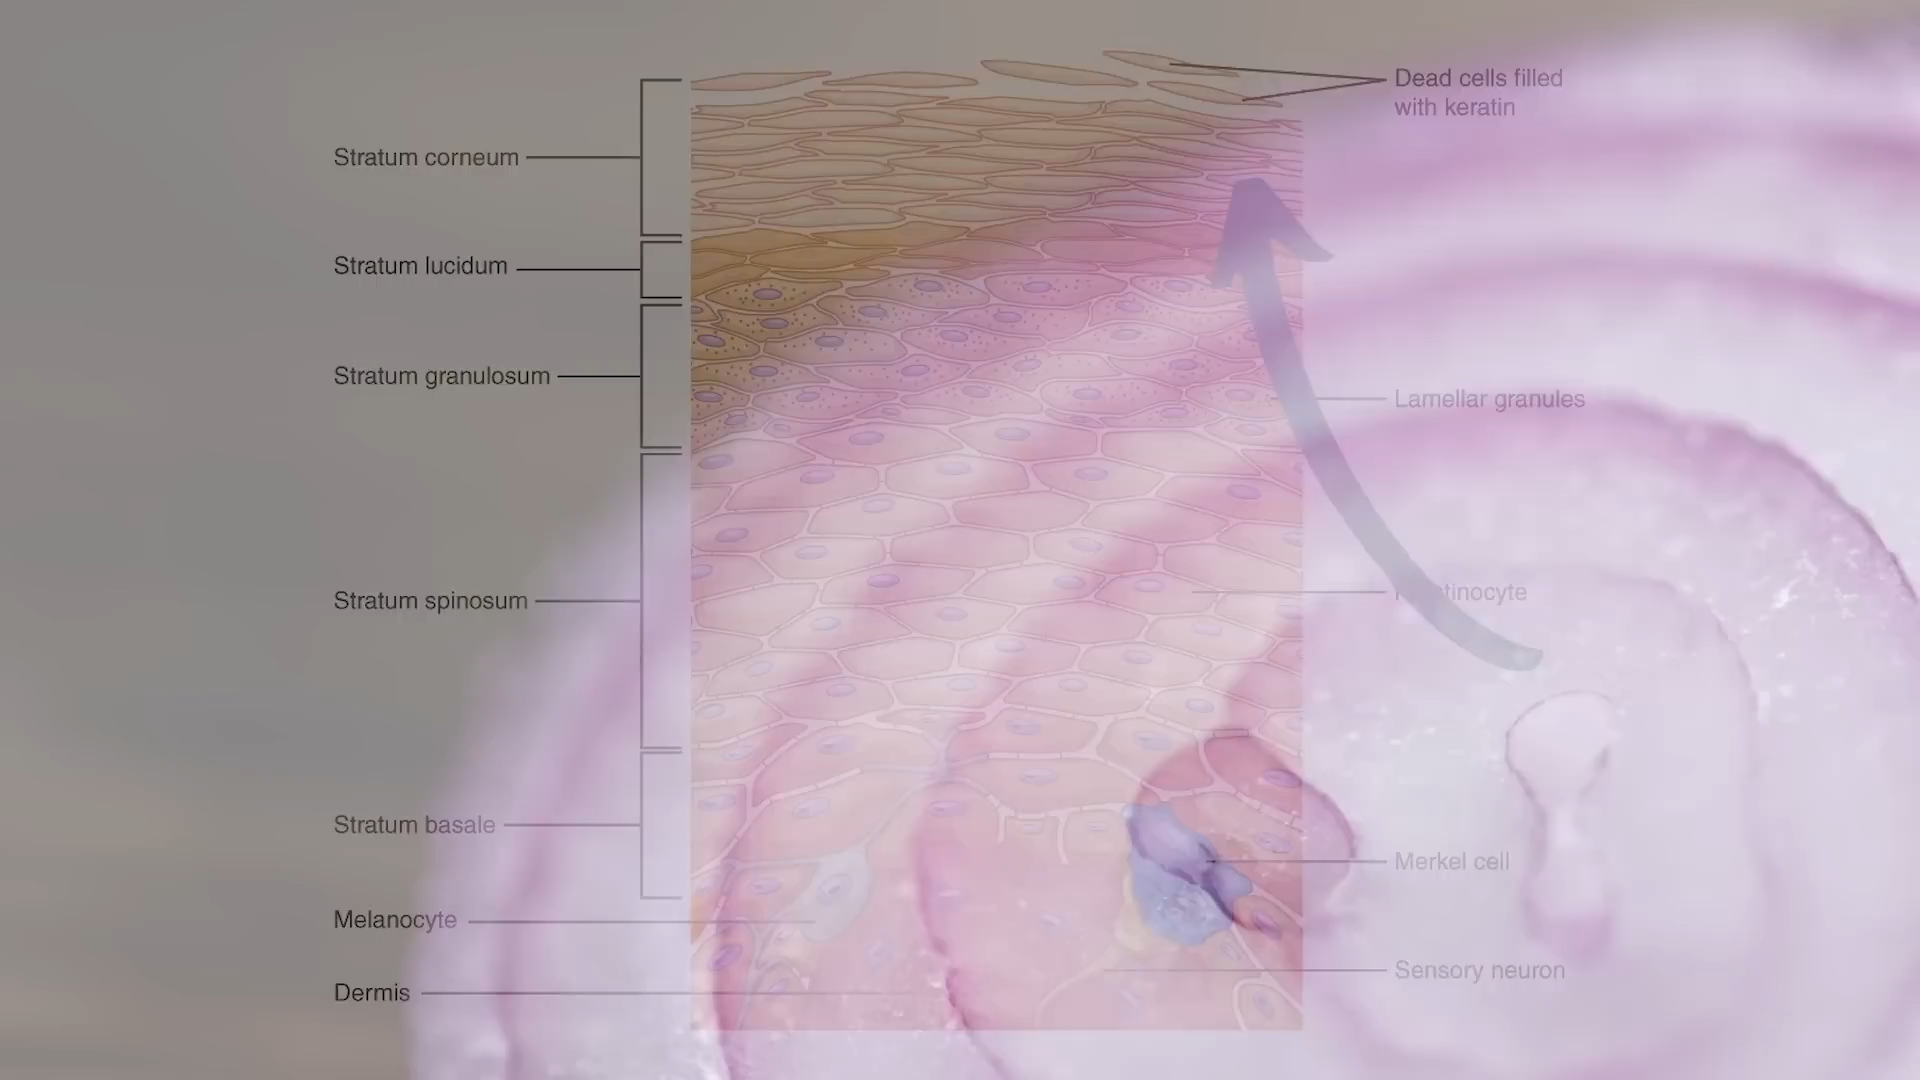 Stratum corneum
Stratum lucidum
Stratum granulosum
Stratum spinosum
Stratum basale
Melanocyte
Dermis
Dead cells filled
with keratin
Lamellar granules
Merkel cell
Sensory neuron